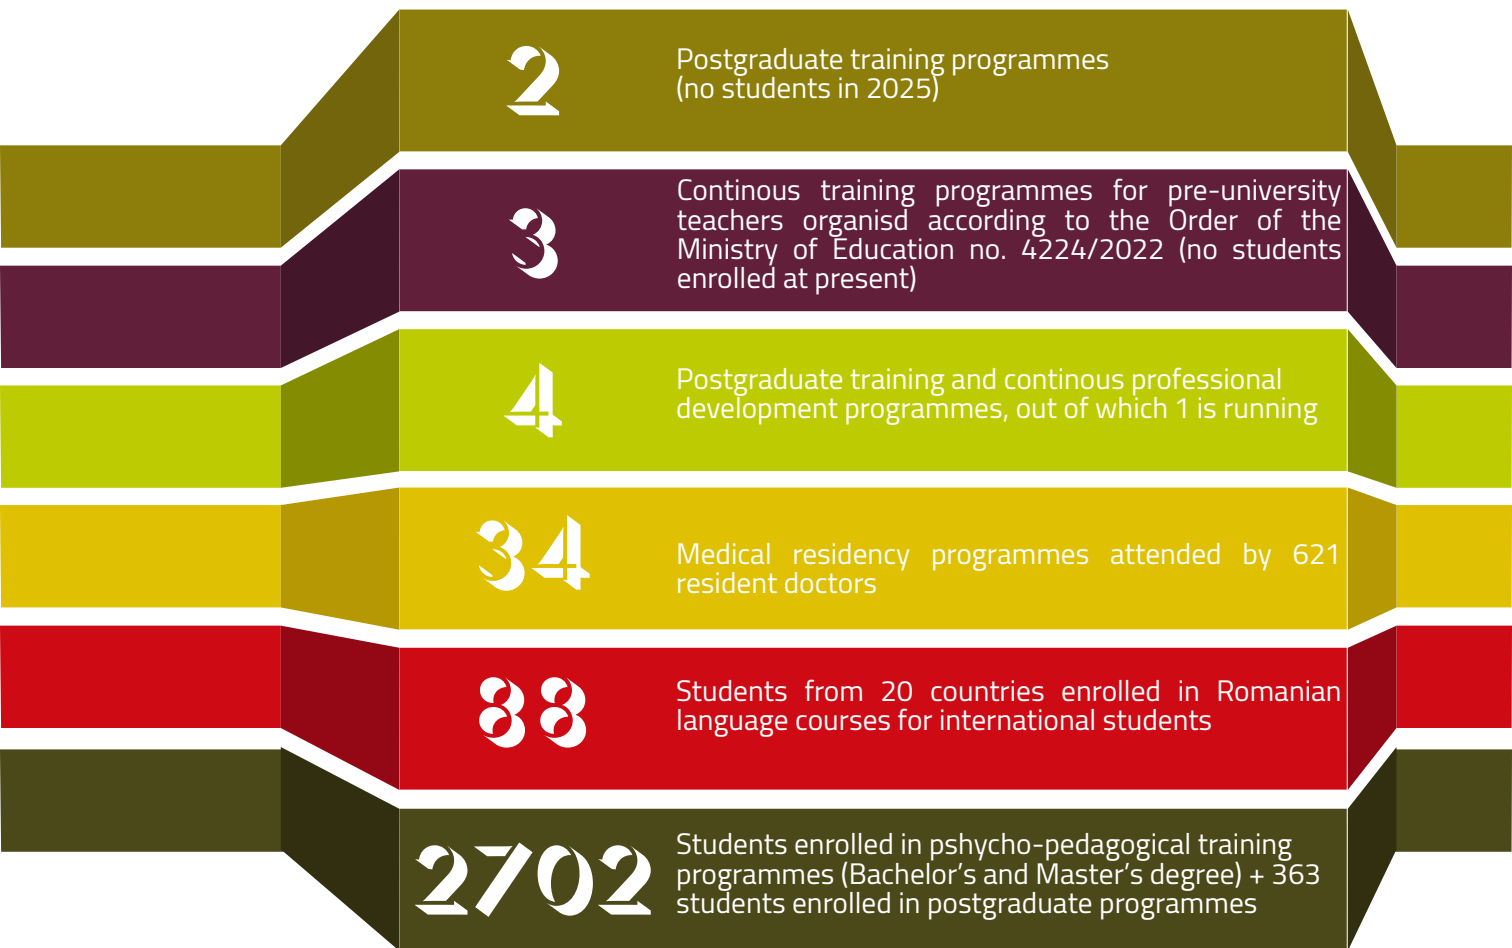 2
Postgraduate training programmes
(no students in 2025)
3
Continous training programmes for pre-university
teachers organisd according to the Order of the
Ministry of Education no. 4224/2022 (no students
enrolled at present)
4
Postgraduate training and continous professional
development programmes, out of which 1 is running
34
Medical residency programmes attended by 621
resident doctors
88
Students from 20 countries enrolled in Romanian
language courses for international students
2702
Students enrolled in pshycho-pedagogical training
programmes (Bachelor’s and Master’s degree) + 363
students enrolled in postgraduate programmes